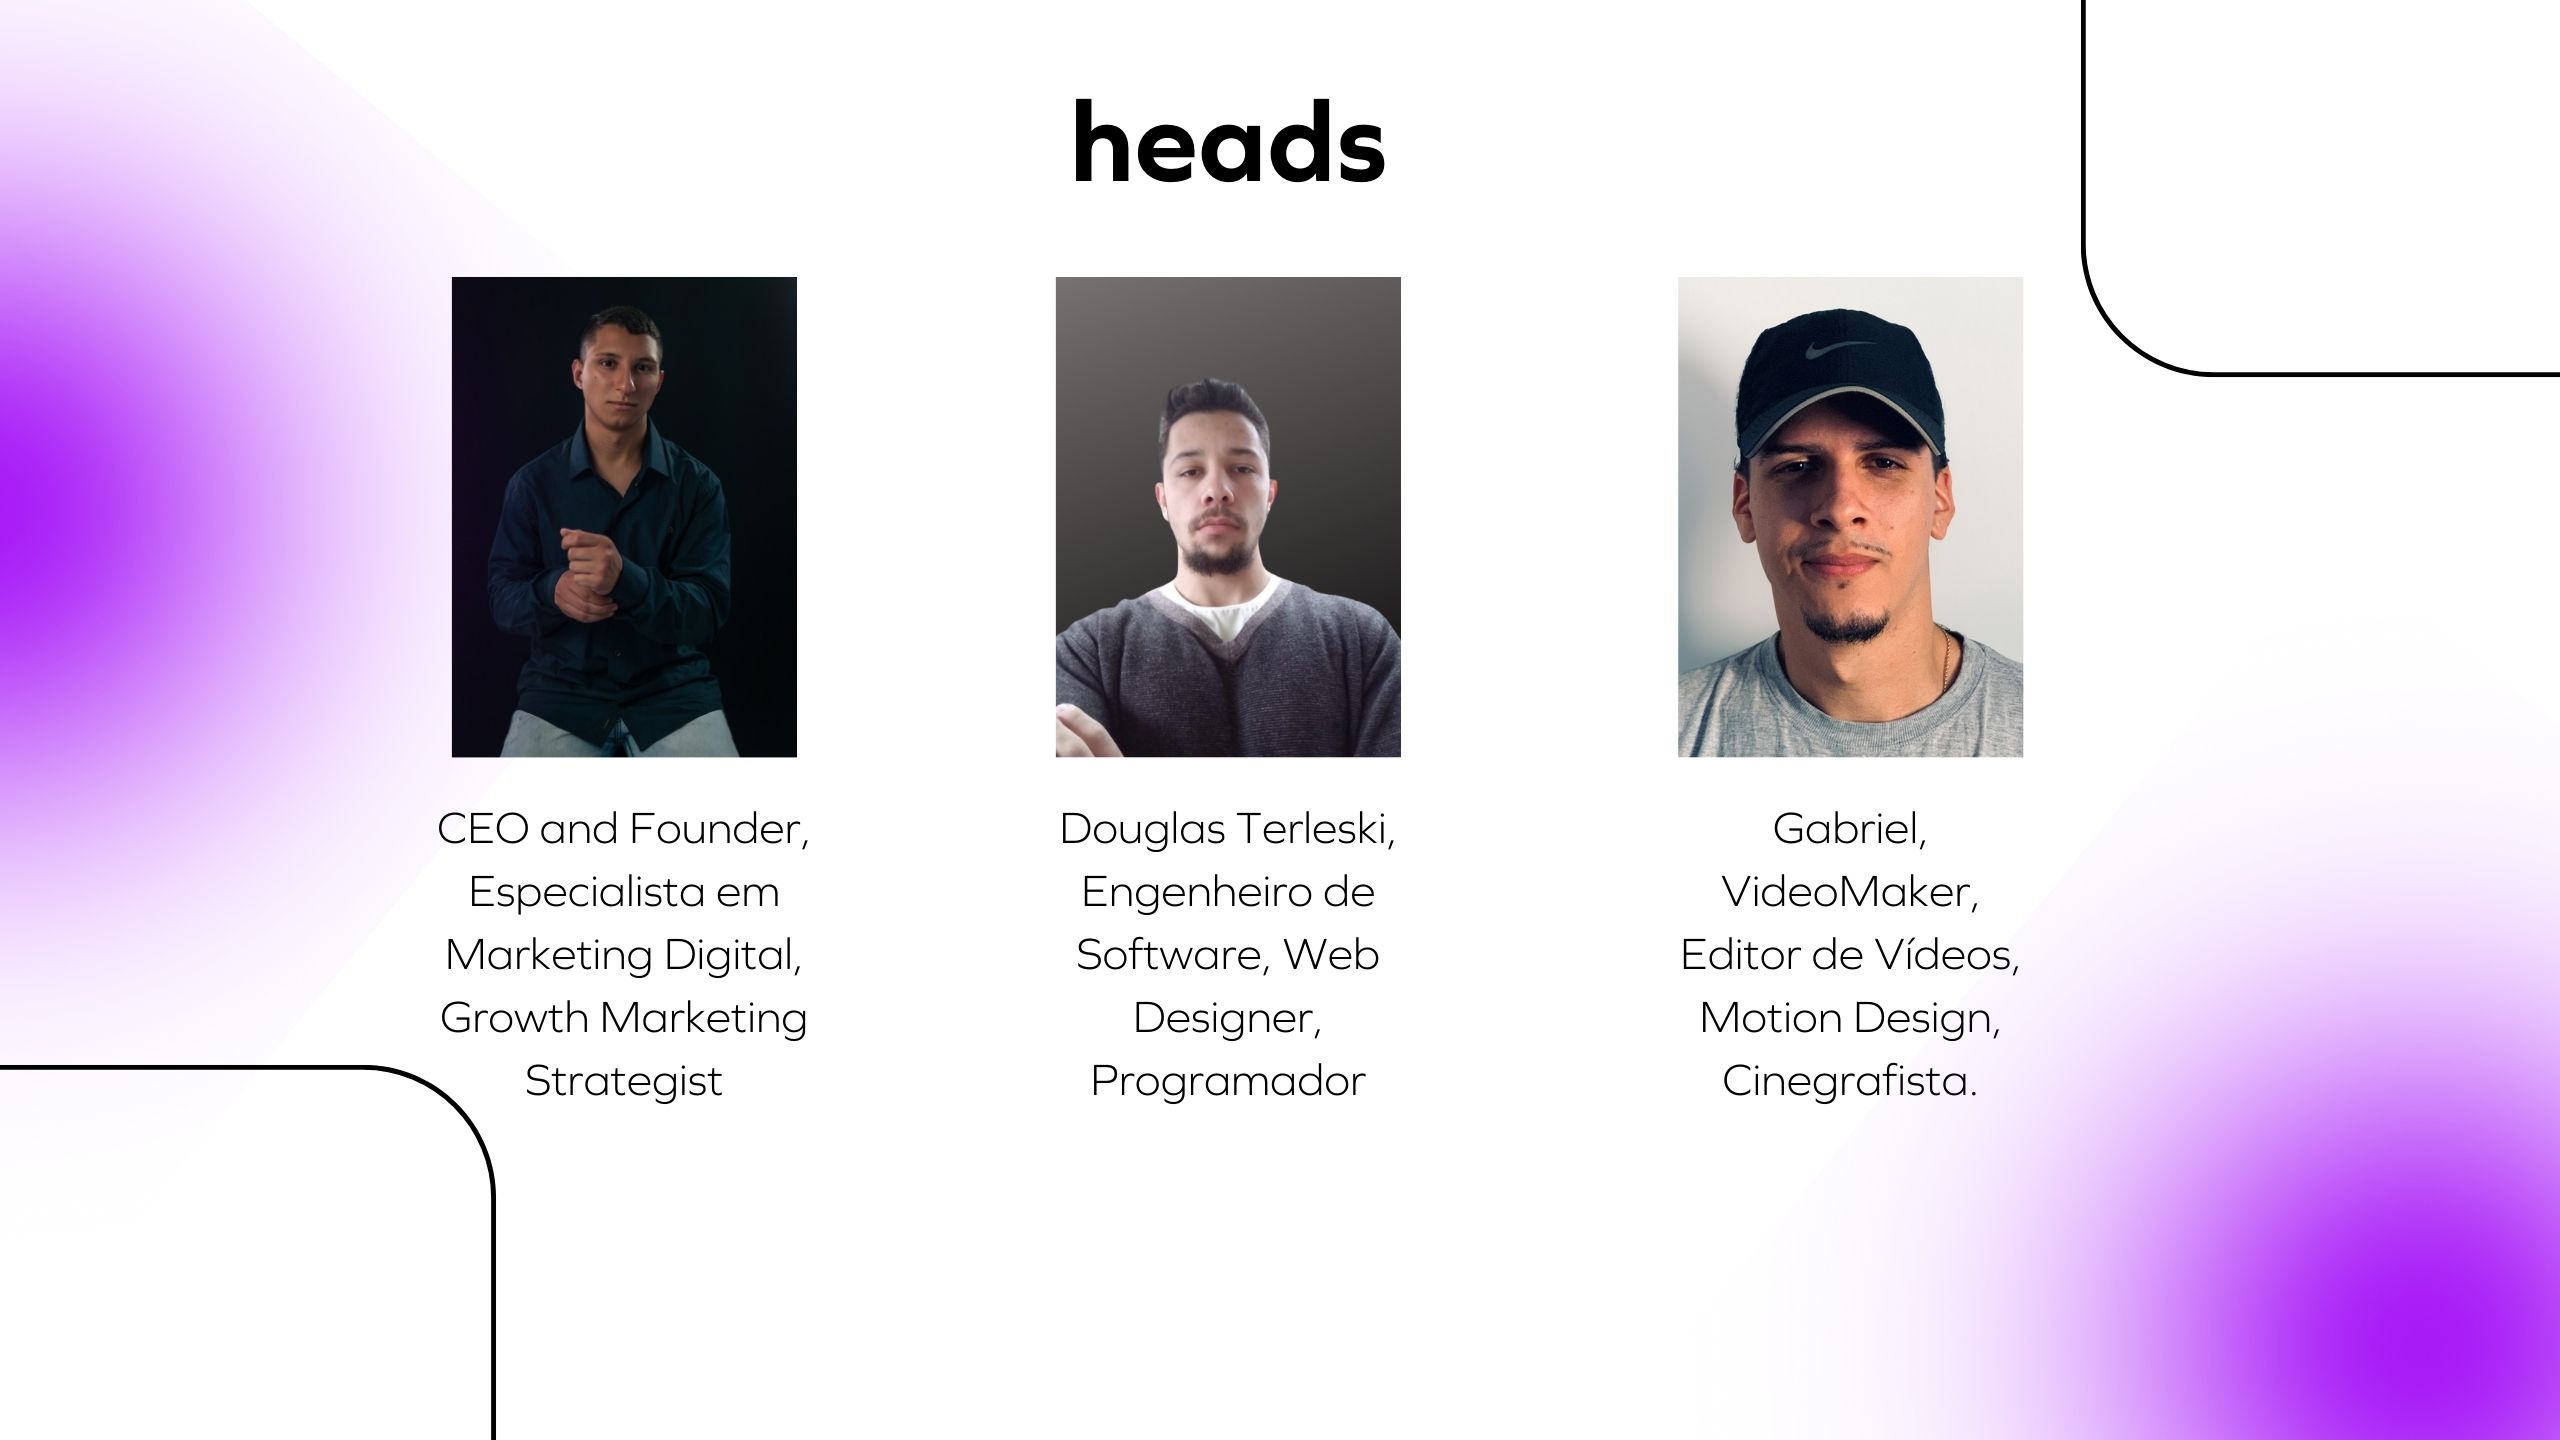 heads
CEO and Founder,
Especialista em
Marketing Digital,
Growth Marketing
Strategist
Douglas Terleski,
Engenheiro de
Software, Web
Designer,
Programador
Gabriel,
VideoMaker,
Editor de Vídeos,
Motion Design,
Cinegrafista.